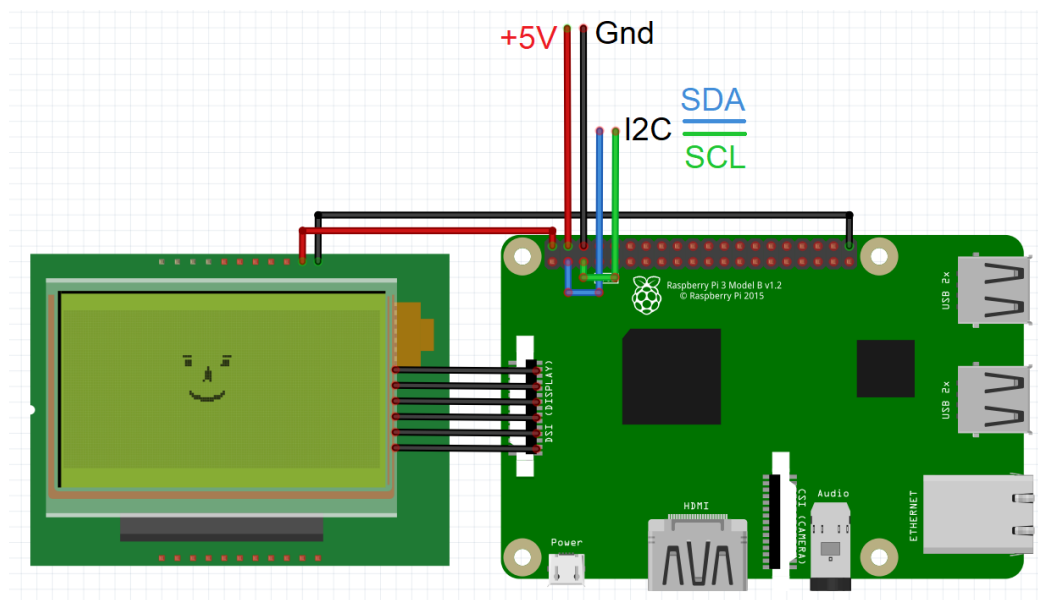 +5V
Gnd
SDA
I2C
SCL
Raspberry Pi 3 Model B v1.2
© Raspberry Pi 2015
USB 2x
DSI (DISPLAY)
USB 2x
HDMI
Audio
CSI (CAMERA)
ETHERNET
Power